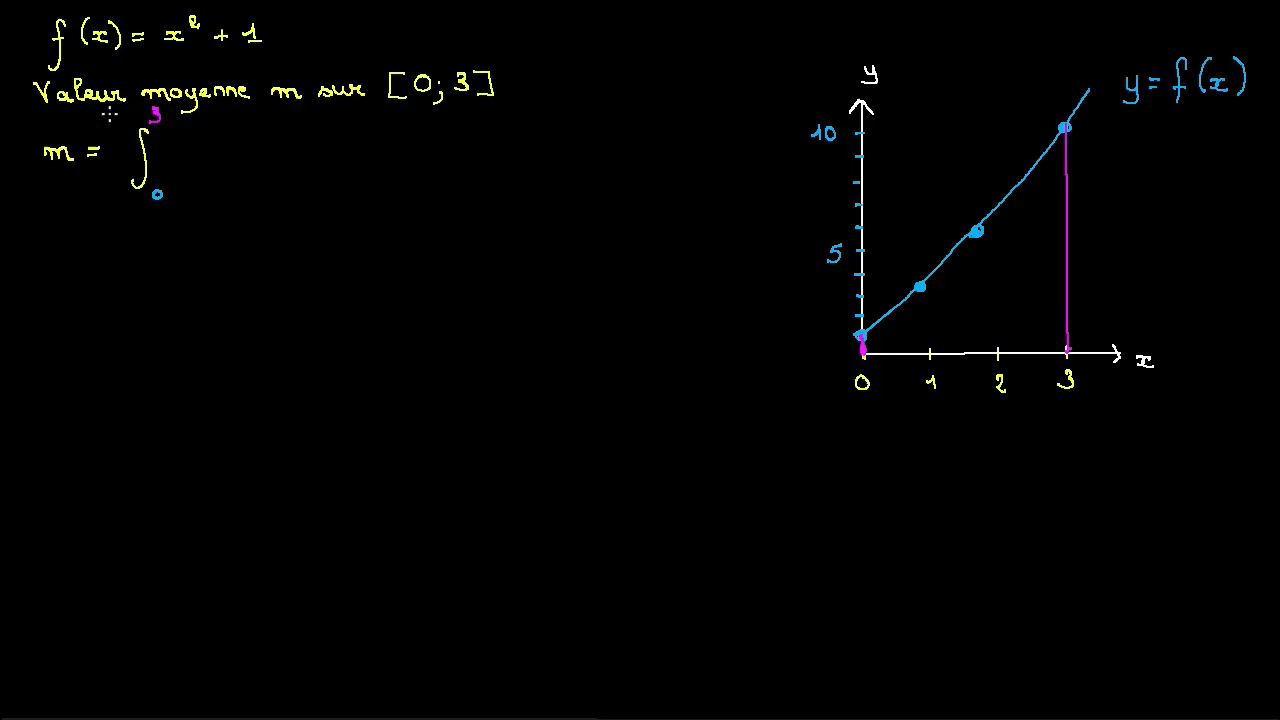 f(x) = x² + 1
Valeur moyenne m sur [0; 3]
m = ∫₀³
y
y = f(x)
10
5
x
0 1 2 3